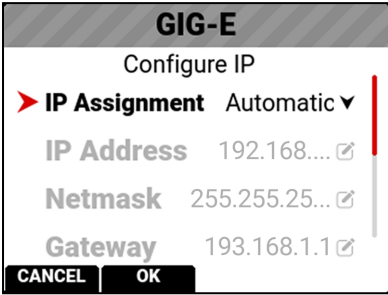 GIG-E
Configure IP
IP Assignment Automatic
IP Address 192.168....
Netmask 255.255.25...
Gateway 193.168.1.1
CANCEL OK